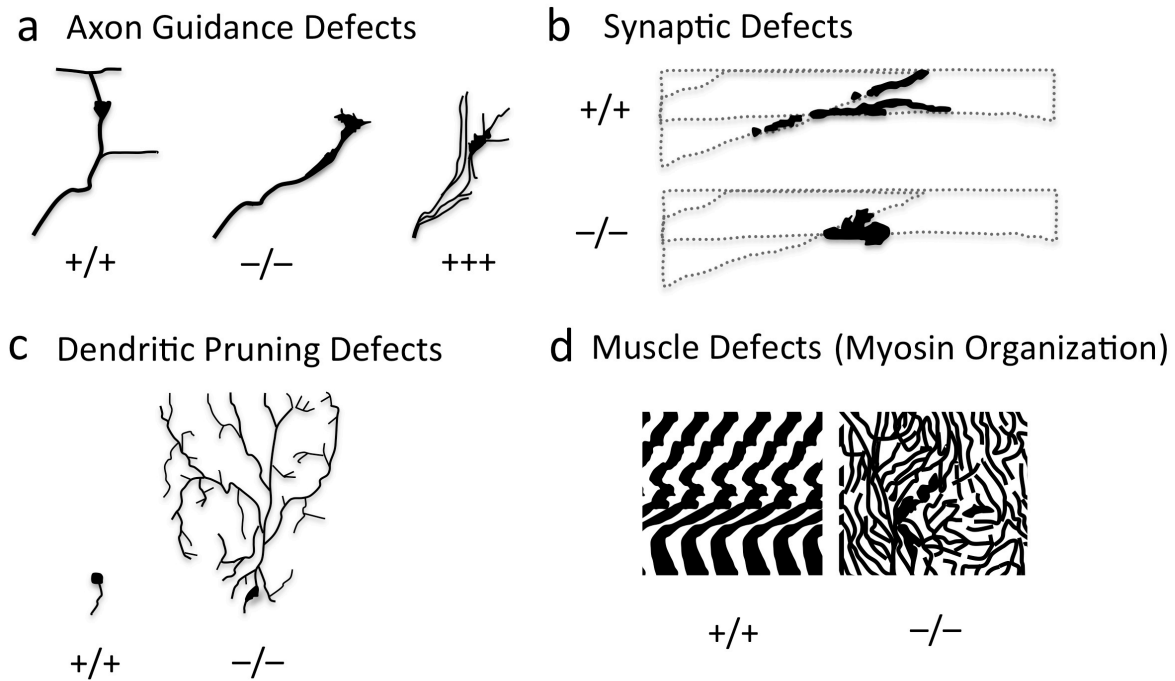 a Axon Guidance Defects
+/+
−/−
+++
b Synaptic Defects
+/+
−/−
c Dendritic Pruning Defects
+/+
−/−
d Muscle Defects (Myosin Organization)
+/+
−/−